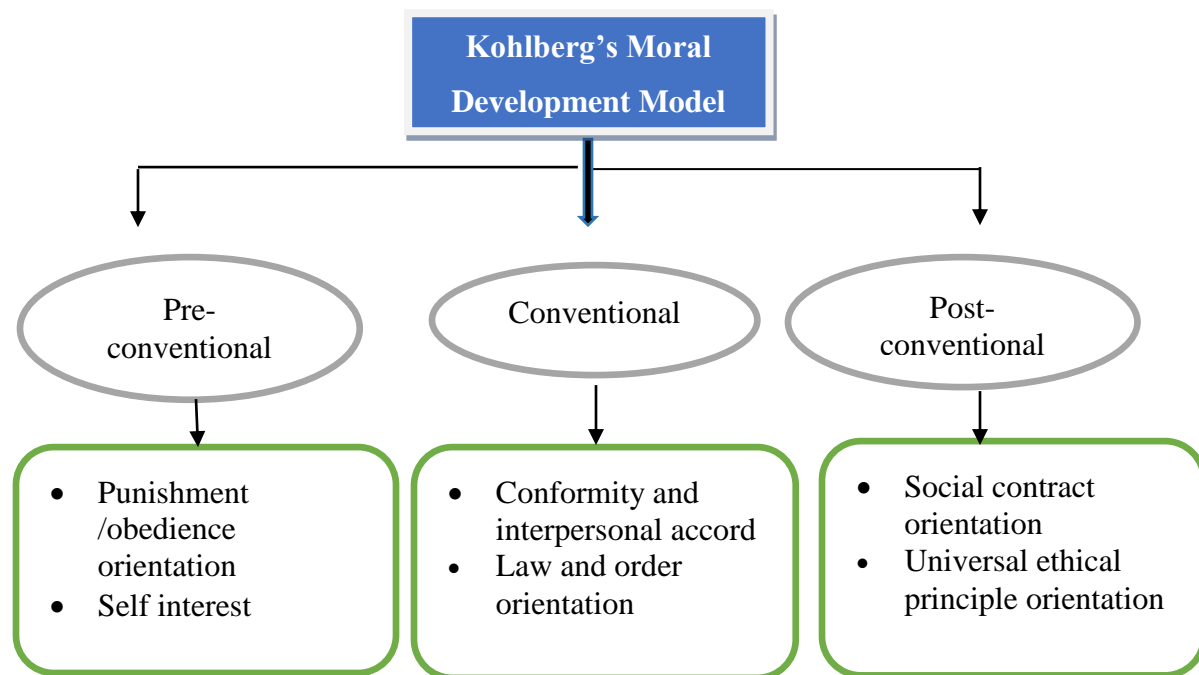 Kohlberg’s Moral
Development Model
Pre-
conventional
Conventional
Post-
conventional
• Punishment
/obedience
orientation
• Self interest
• Conformity and
interpersonal accord
• Law and order
orientation
• Social contract
orientation
• Universal ethical
principle orientation